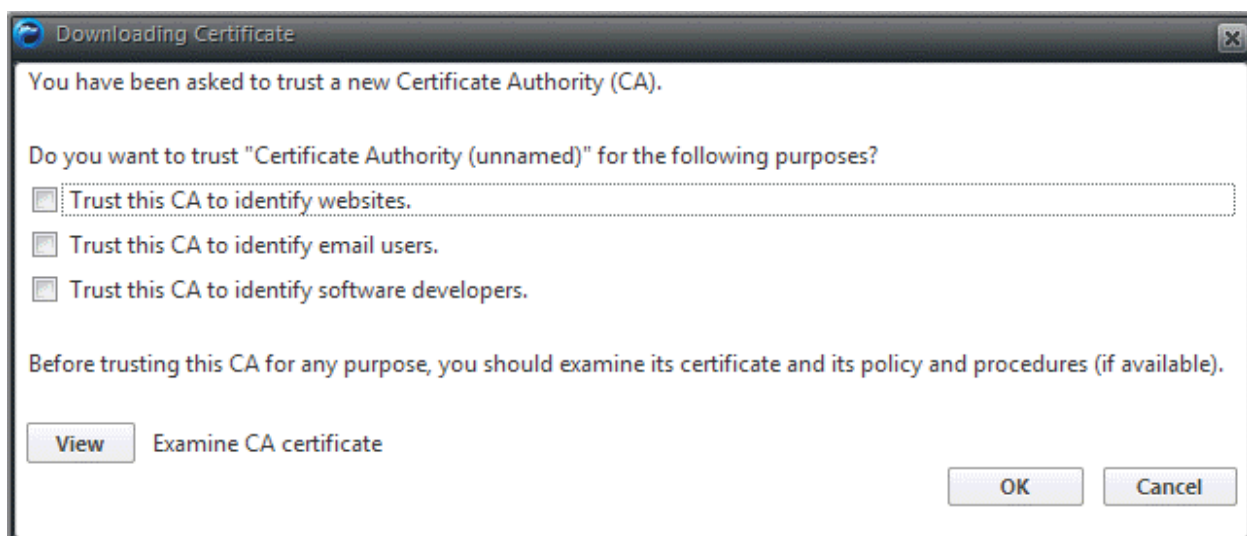 Downloading Certificate
You have been asked to trust a new Certificate Authority (CA).
Do you want to trust "Certificate Authority (unnamed)" for the following purposes?
Trust this CA to identify websites.
Trust this CA to identify email users.
Trust this CA to identify software developers.
Before trusting this CA for any purpose, you should examine its certificate and its policy and procedures (if available).
View Examine CA certificate
OK Cancel